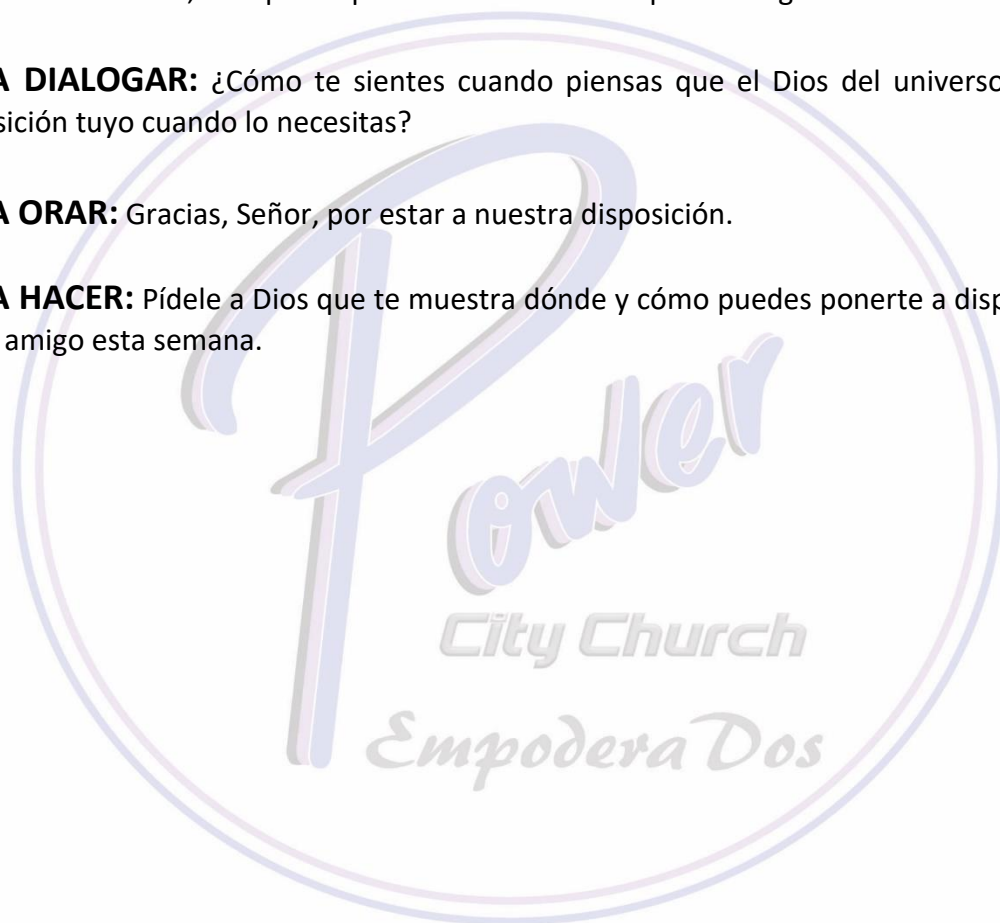 A DIALOGAR: ¿Cómo te sientes cuando piensas que el Dios del universo
sición tuyo cuando lo necesitas?
A ORAR: Gracias, Señor, por estar a nuestra disposición.
A HACER: Pídele a Dios que te muestra dónde y cómo puedes ponerte a disp
amigo esta semana.
Power
City Church
Empodera Dos